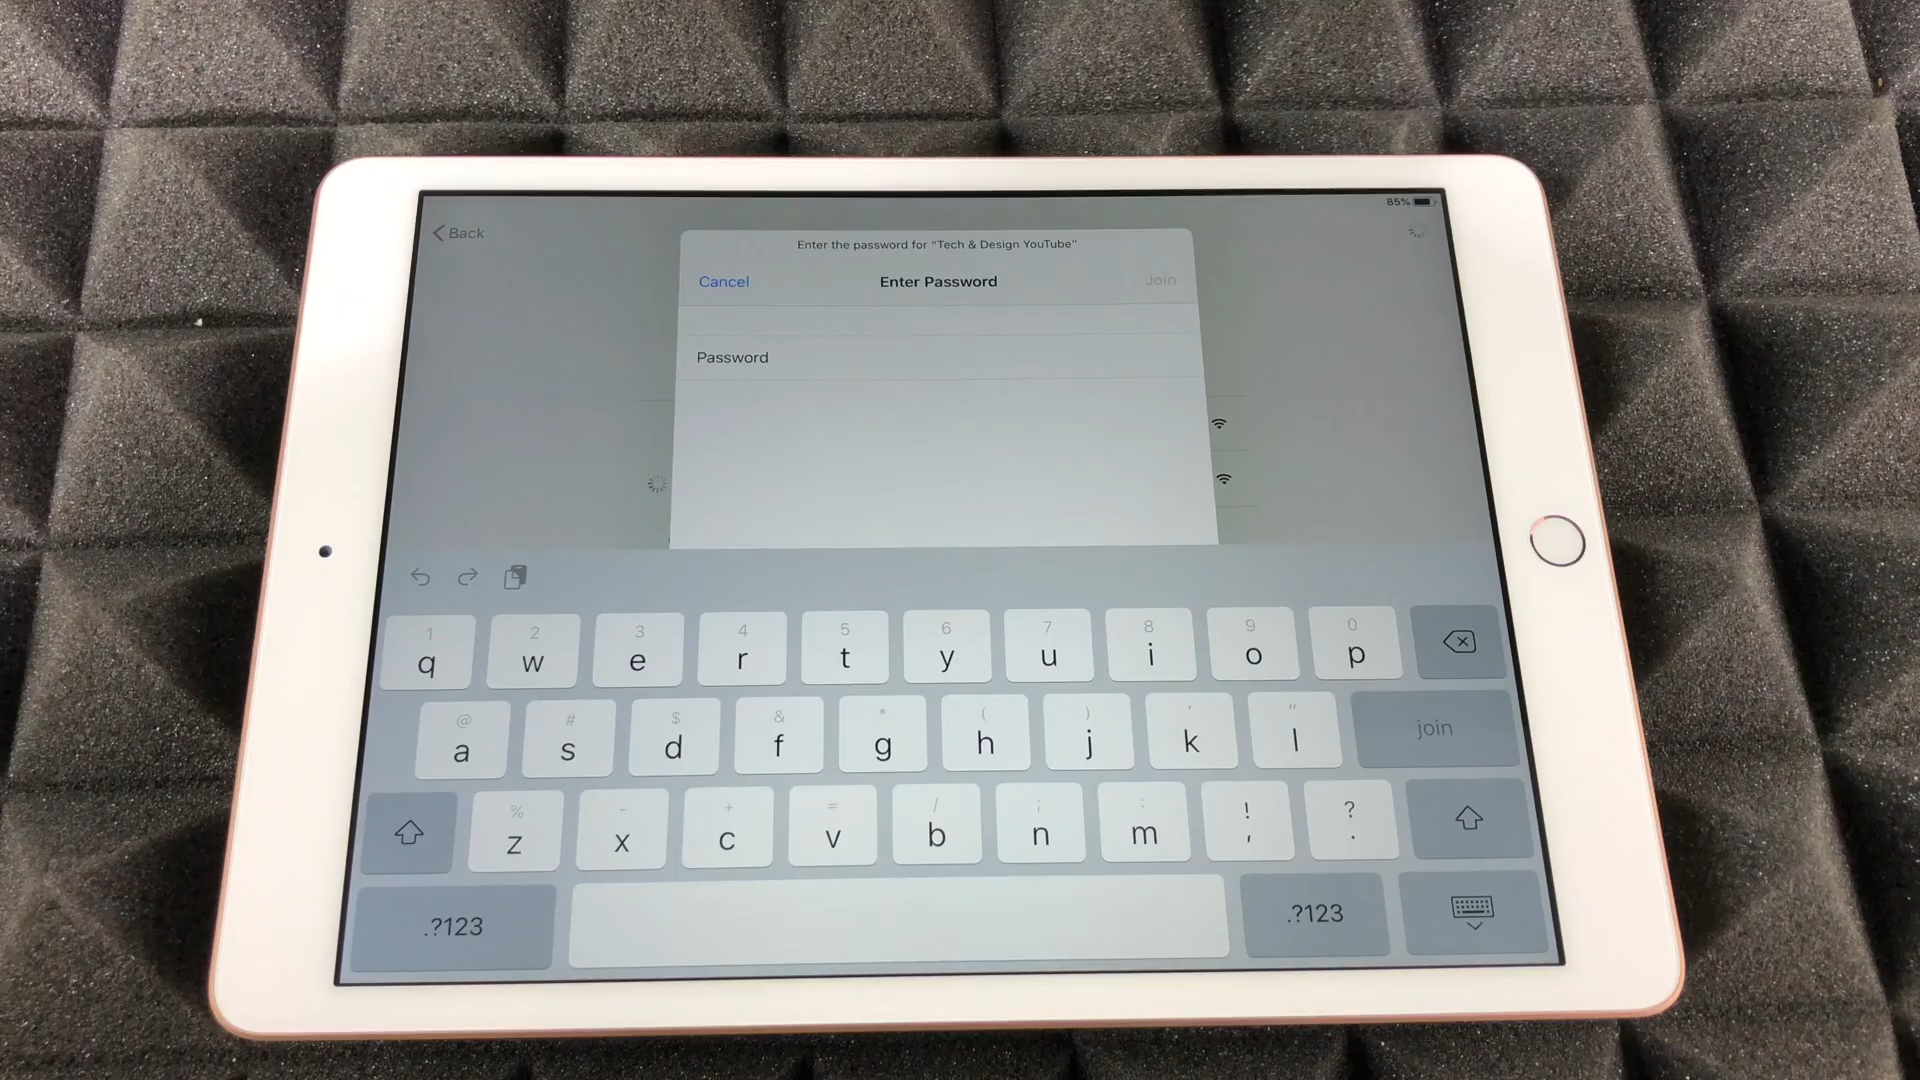 85%
Back
Enter the password for “Tech & Design YouTube”
Cancel Enter Password Join
Password
1 2 3 4 5 6 7 8 9 0
q w e r t y u i o p
@ # $ & * ( ) ' "
a s d f g h j k l join
% - + = / ; : ! ?
z x c v b n m , .
.?123 .?123